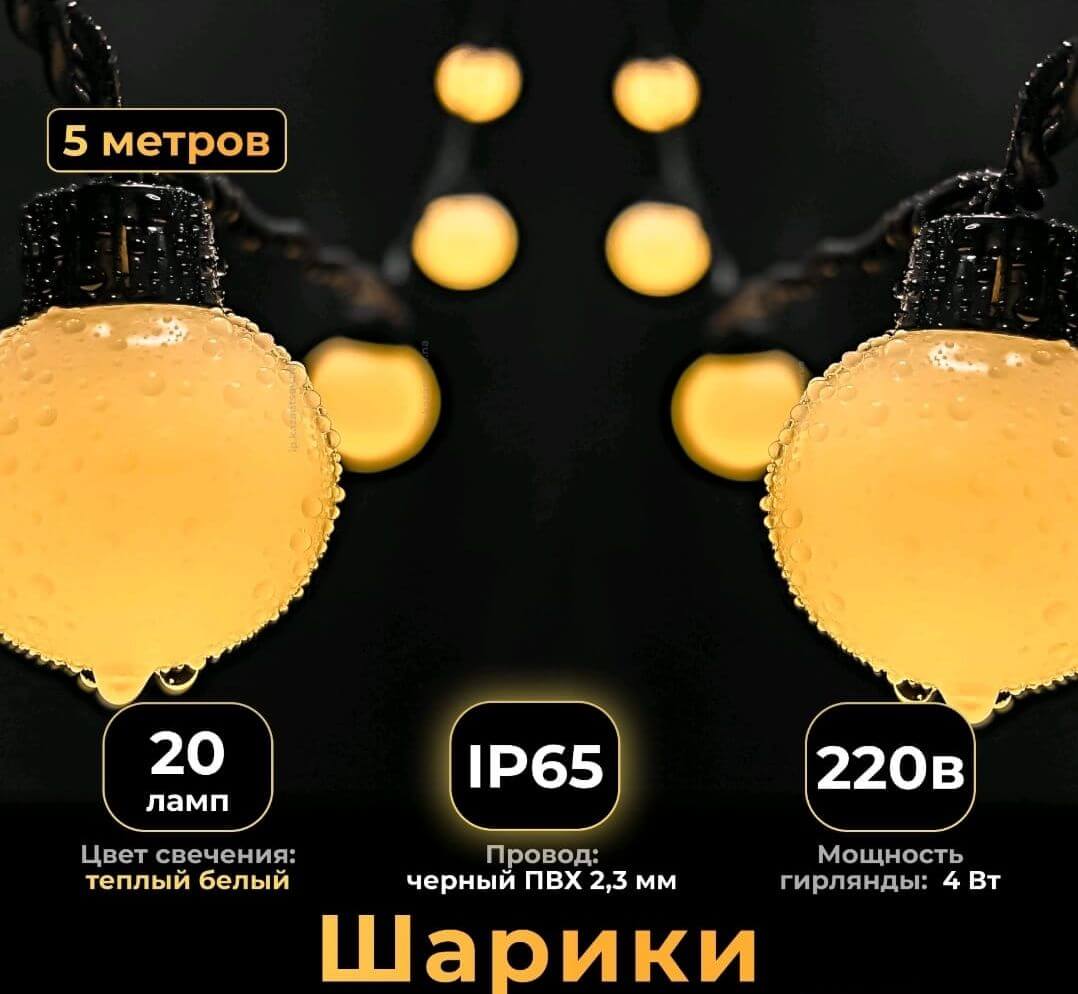 5 метров
20
ламп
IP65
220в
Цвет свечения:
теплый белый
Провод:
черный ПВХ 2,3 мм
Мощность
гирлянды: 4 Вт
Шарики